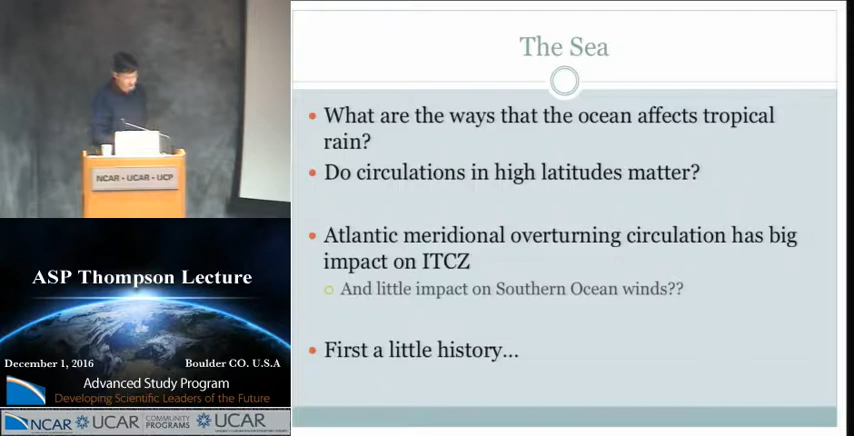 NCAR • UCAR • UCP
ASP Thompson Lecture
December 1, 2016
Boulder CO. U.S.A
Advanced Study Program
Developing Scientific Leaders of the Future
NCAR
UCAR
COMMUNITY
PROGRAMS
UCAR
The Sea
• What are the ways that the ocean affects tropical
rain?
• Do circulations in high latitudes matter?
• Atlantic meridional overturning circulation has big
impact on ITCZ
○ And little impact on Southern Ocean winds??
• First a little history...